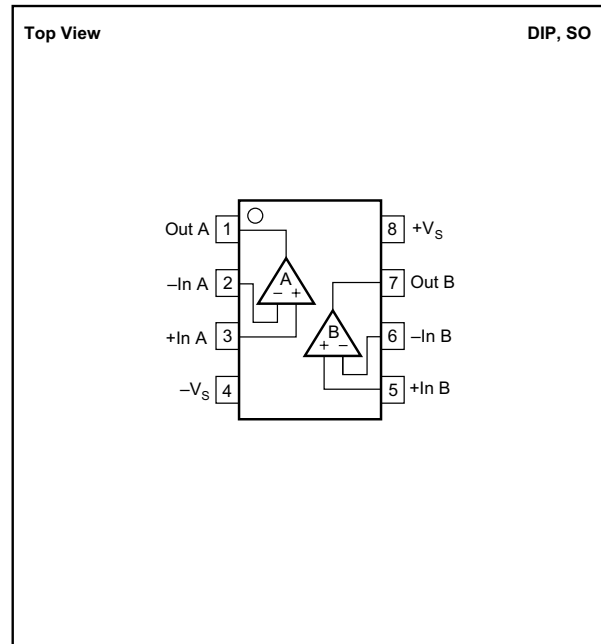 Top View
DIP, SO
Out A 1
–In A 2
+In A 3
–VS 4
8 +VS
7 Out B
6 –In B
5 +In B
A
– +
B
+ –